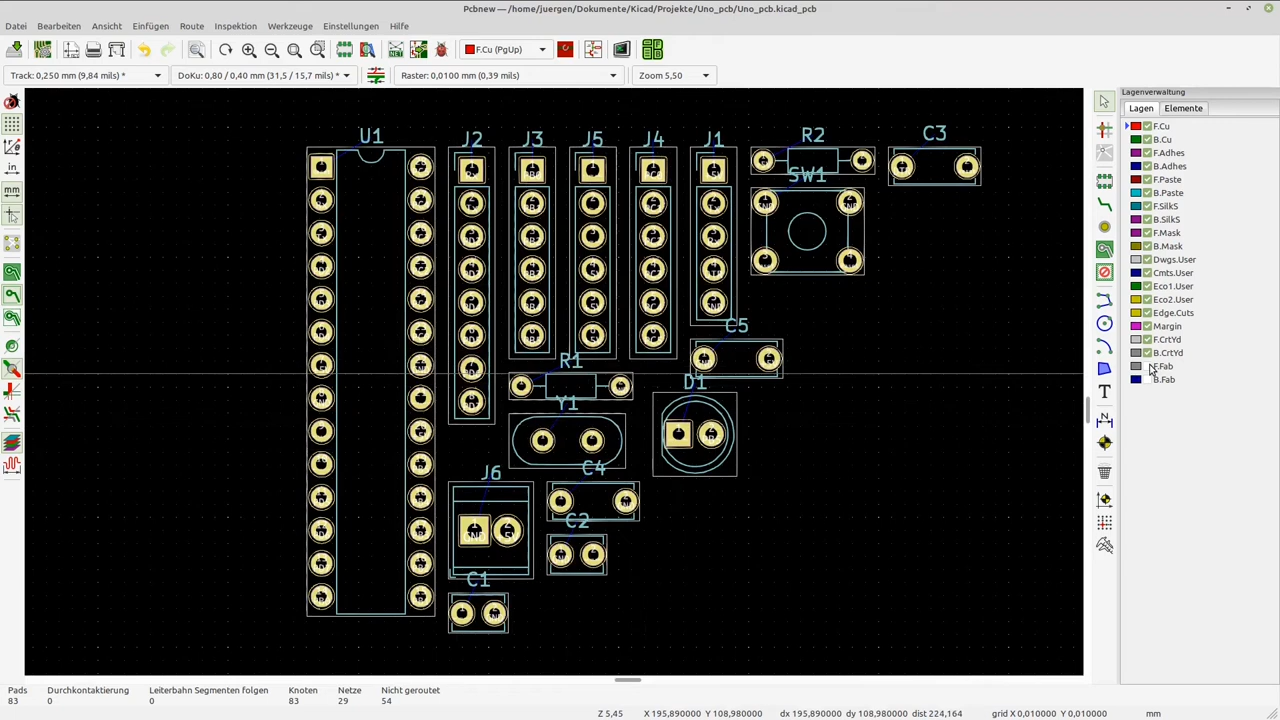 Pcbnew — /home/juergen/Dokumente/Kicad/Projekte/Uno_pcb/Uno_pcb.kicad_pcb
Datei Bearbeiten Ansicht Einfügen Route Inspektion Werkzeuge Einstellungen Hilfe
F.Cu (PgUp)
Track: 0,250 mm (9,84 mils) * DoKu: 0,80 / 0,40 mm (31,5 / 15,7 mils) * Raster: 0,0100 mm (0,39 mils) Zoom 5,50
Lagenverwaltung
Lagen Elemente
F.Cu
B.Cu
F.Adhes
B.Adhes
F.Paste
B.Paste
F.SilkS
B.SilkS
F.Mask
B.Mask
Dwgs.User
Cmts.User
Eco1.User
Eco2.User
Edge.Cuts
Margin
F.CrtYd
B.CrtYd
F.Fab
B.Fab
in
mm
U1 J2 J3 J5 J4 J1 R2 C3
SW1
C5
R1
D1
Y1
C4
J6
C2
GND
C1
Pads Durchkontaktierung Leiterbahn Segmenten folgen Knoten Netze Nicht geroutet
83 0 0 83 29 54
Z 5,45 X 195,890000 Y 108,980000 dx 195,890000 dy 108,980000 dist 224,164 grid X 0,010000 Y 0,010000 mm